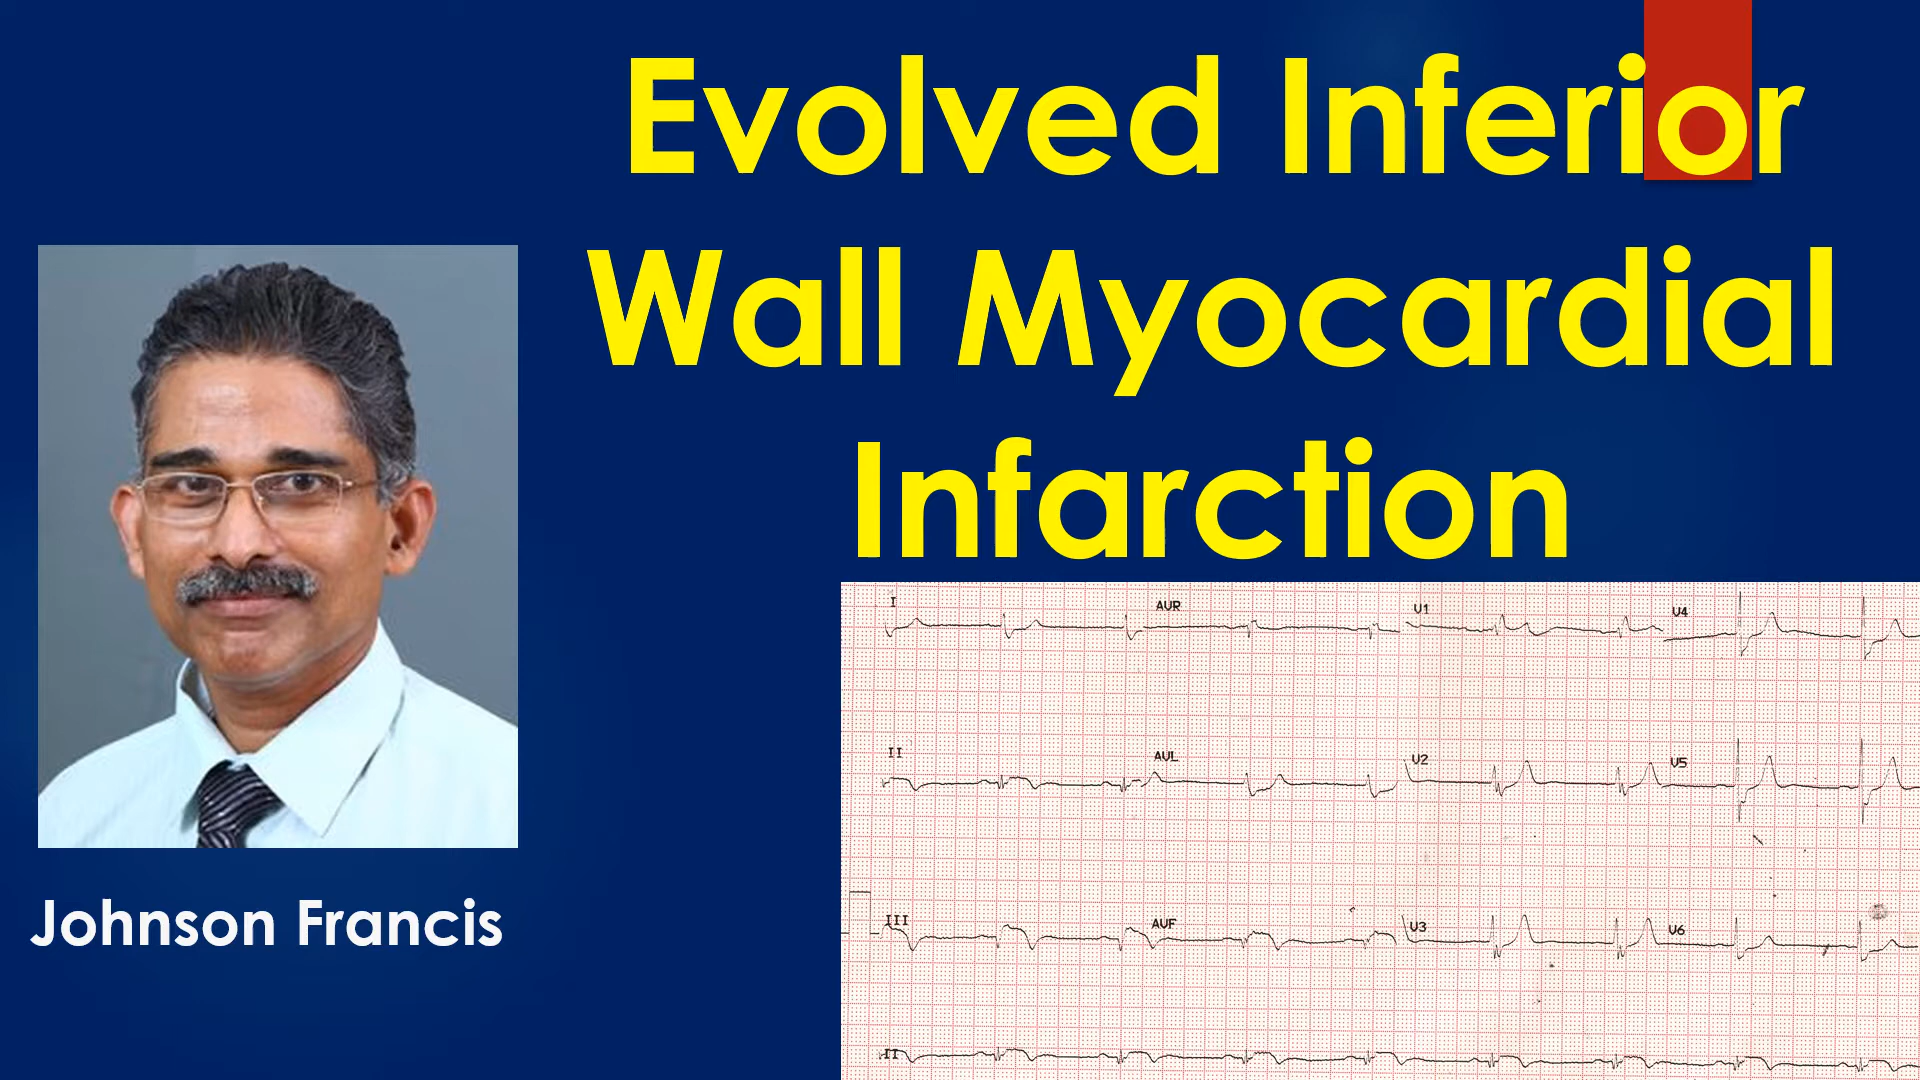 Evolved Inferior
Wall Myocardial
Infarction
Johnson Francis
I AVR V1 V4
II AVL V2 V5
III AVF V3 V6
II